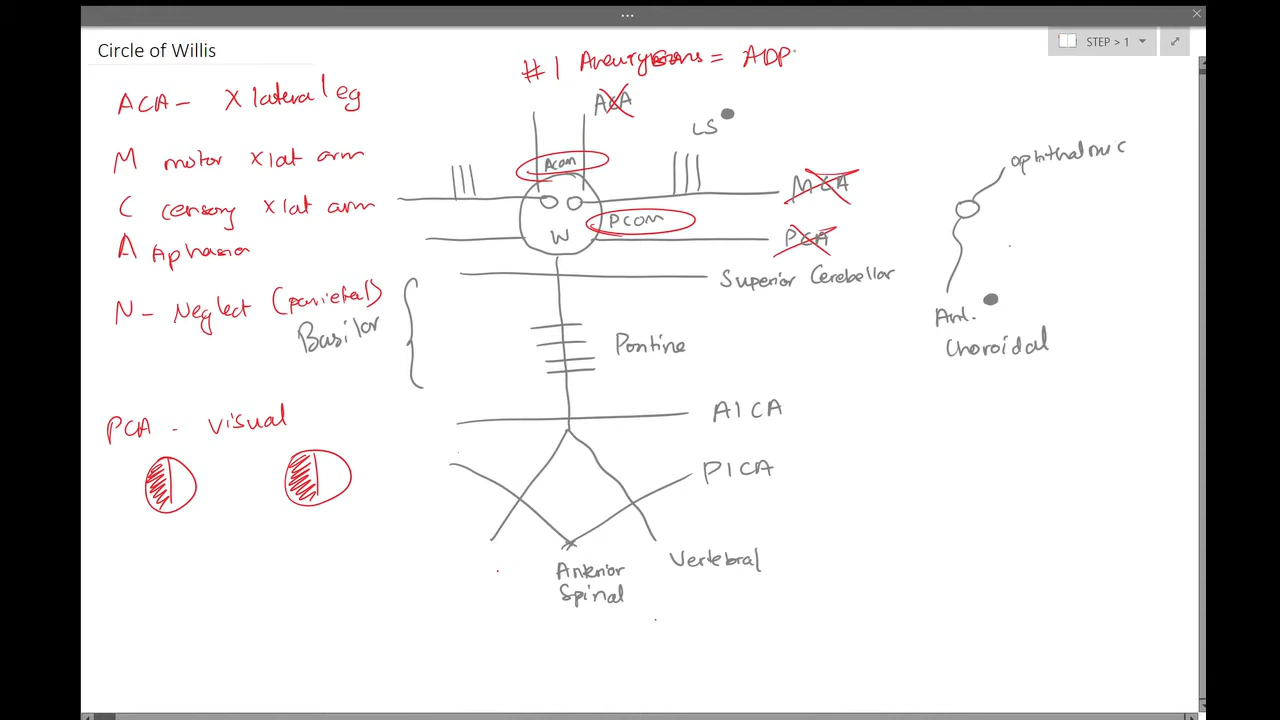 ...
Circle of Willis
STEP > 1
#1 Aneurysms = ADP
ACA - X lateral leg
M motor xlat arm
C censory xlat arm
A Aphasia
N - Neglect (parietal)
PCA - visual
ACA
LS
Acom
MCA
PCOM
W
PCA
Superior Cerebellar
Basilar
Pontine
AICA
PICA
Vertebral
Anterior
Spinal
ophthalmic
Ant.
Choroidal